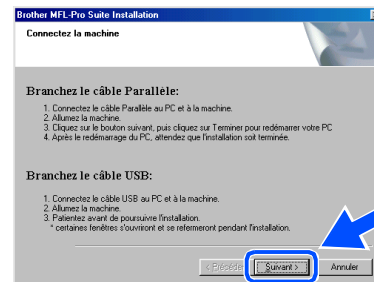 Brother MFL-Pro Suite Installation
Connectez la machine
Branchez le câble Parallèle:
1. Connectez le câble Parallèle au PC et à la machine.
2. Allumez la machine.
3. Cliquez sur le bouton suivant, puis cliquez sur Terminer pour redémarrer votre PC
4. Après le redémarrage du PC, attendez que l'installation soit terminée.
Branchez le câble USB:
1. Connectez le câble USB au PC et à la machine.
2. Allumez la machine.
3. Patientez avant de poursuivre l'installation.
* certaines fenêtres s'ouvriront et se refermeront pendant l'installation.
Suivant > Annuler